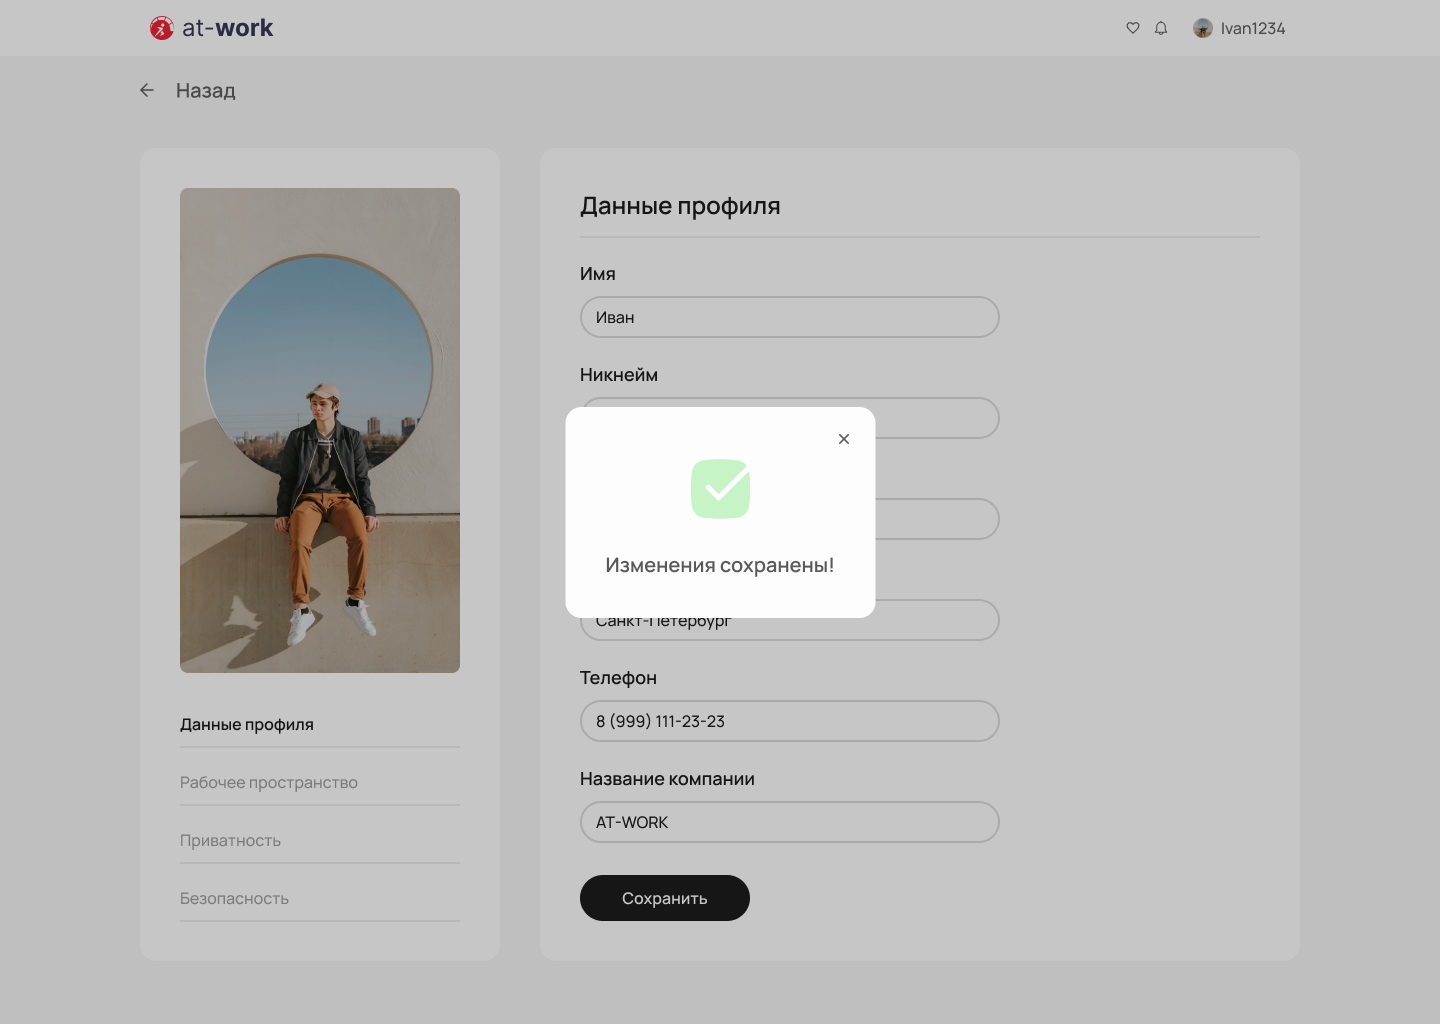 at-work
Ivan1234
Назад
Данные профиля
Имя
Иван
Никнейм
Изменения сохранены!
Санкт-Петербург
Телефон
8 (999) 111-23-23
Название компании
AT-WORK
Сохранить
Данные профиля
Рабочее пространство
Приватность
Безопасность